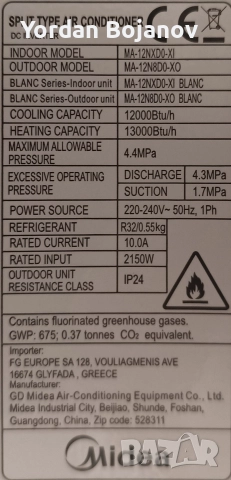 Yordan Bojanov
SPLIT-TYPE AIR CONDITIONER
DC INVERTER
CE
INDOOR MODEL MA-12NXD0-XI
OUTDOOR MODEL MA-12N8D0-XO
BLANC Series-Indoor unit MA-12NXD0-XI BLANC
BLANC Series-Outdoor unit MA-12N8D0-XO BLANC
COOLING CAPACITY 12000Btu/h
HEATING CAPACITY 13000Btu/h
MAXIMUM ALLOWABLE
PRESSURE 4.4MPa
EXCESSIVE OPERATING
PRESSURE
DISCHARGE 4.3MPa
SUCTION 1.7MPa
POWER SOURCE 220-240V~ 50Hz, 1Ph
REFRIGERANT R32/0.55kg
RATED CURRENT 10.0A
RATED INPUT 2150W
OUTDOOR UNIT
RESISTANCE CLASS IP24
Contains fluorinated greenhouse gases.
GWP: 675; 0.37 tonnes CO₂ equivalent.
Importer:
FG EUROPE SA 128, VOULIAGMENIS AVE
16674 GLYFADA , GREECE
Manufacturer:
GD Midea Air-Conditioning Equipment Co., Ltd.
Midea Industrial City, Beijiao, Shunde, Foshan,
Guangdong, China. Zip code: 528311
Midea
bazar